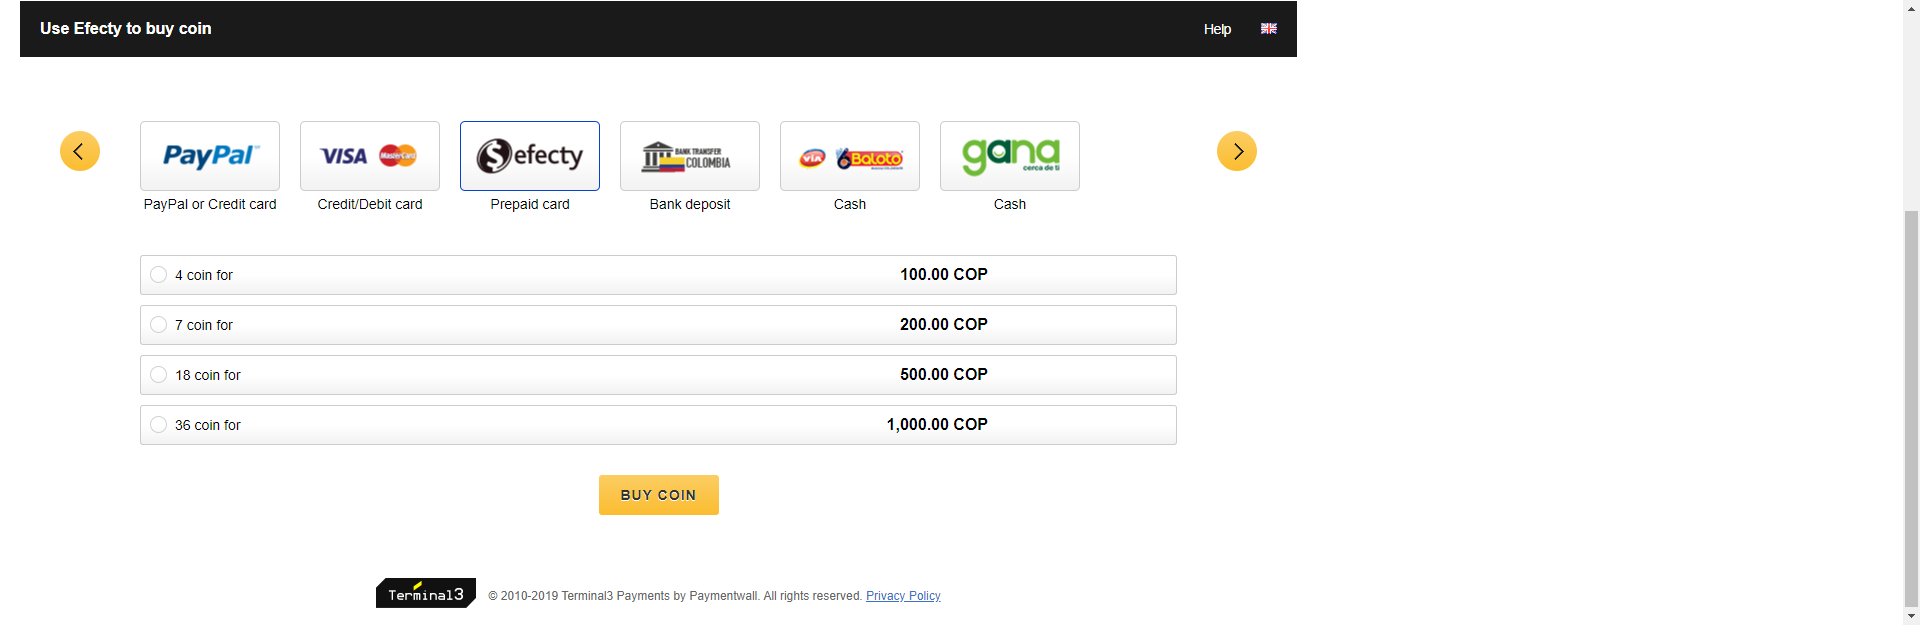 Use Efecty to buy coin
Help
PayPal
VISA MasterCard
efecty
BANK TRANSFER
COLOMBIA
VIA Baloto
gana
cerca de ti
PayPal or Credit card
Credit/Debit card
Prepaid card
Bank deposit
Cash
Cash
4 coin for 100.00 COP
7 coin for 200.00 COP
18 coin for 500.00 COP
36 coin for 1,000.00 COP
BUY COIN
Terminal3
© 2010-2019 Terminal3 Payments by Paymentwall. All rights reserved. Privacy Policy